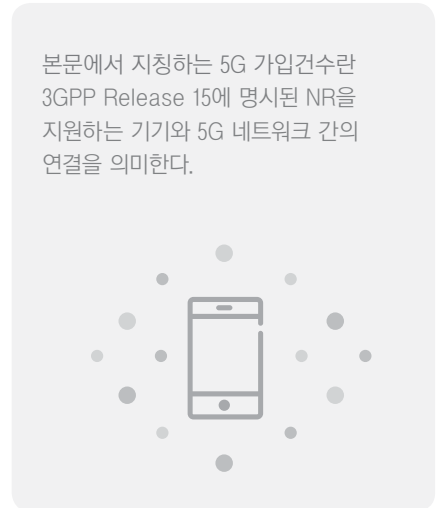 본문에서 지칭하는 5G 가입건수란
3GPP Release 15에 명시된 NR을
지원하는 기기와 5G 네트워크 간의
연결을 의미한다.